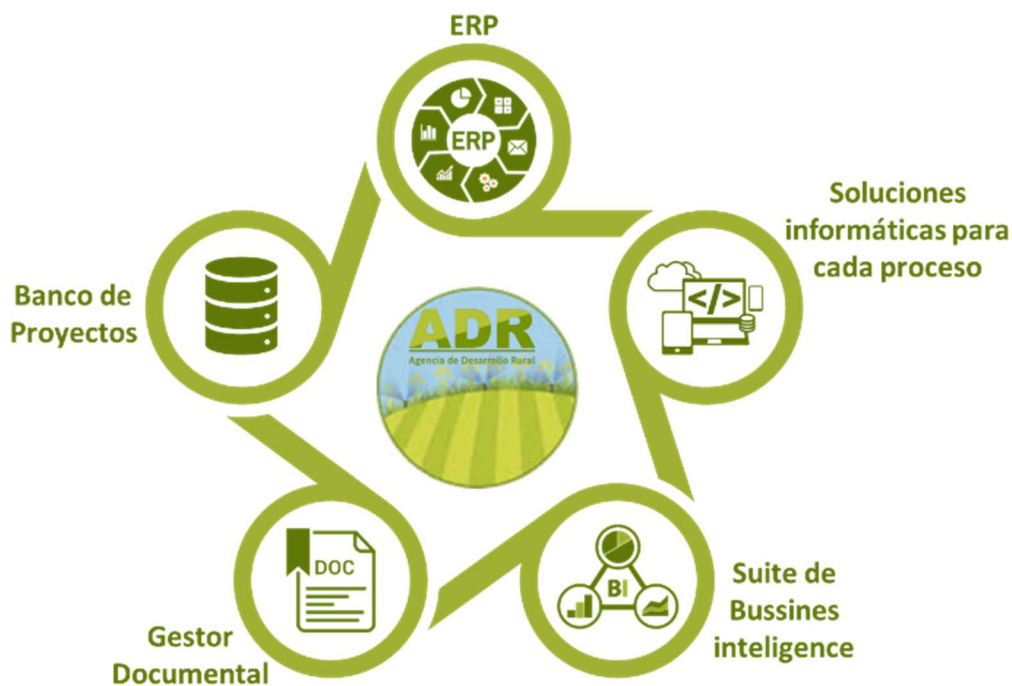 ERP
ERP
Soluciones
informáticas para
cada proceso
</>
Banco de
Proyectos
ADR
Agencia de Desarrollo Rural
DOC
BI
Suite de
Bussines
inteligence
Gestor
Documental